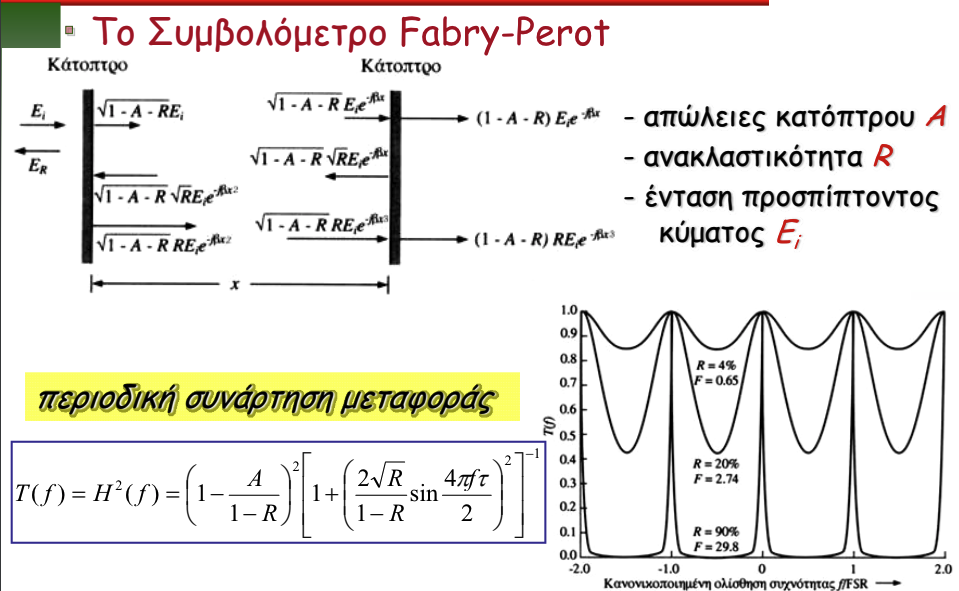 Το Συμβολόμετρο Fabry-Perot
Κάτοπτρο
Κάτοπτρο
E_i
E_R
√(1 - A - R) E_i
√(1 - A - R) √R E_i e^{-jβx2}
√(1 - A - R) R E_i e^{-jβx2}
√(1 - A - R) E_i e^{-jβx}
√(1 - A - R) √R E_i e^{-jβx}
√(1 - A - R) R E_i e^{-jβx3}
(1 - A - R) E_i e^{-jβx}
(1 - A - R) R E_i e^{-jβx3}
x
- απώλειες κατόπτρου A
- ανακλαστικότητα R
- ένταση προσπίπτοντος
κύματος E_i
περιοδική συνάρτηση μεταφοράς
T(f) = H²(f) = (1 − A/(1 − R))² [1 + (2√R/(1 − R) sin 4πfτ/2)²]⁻¹
T(f)
1.0
0.9
0.8
0.7
0.6
0.5
0.4
0.3
0.2
0.1
0.0
R = 4%
F = 0.65
R = 20%
F = 2.74
R = 90%
F = 29.8
-2.0 -1.0 0 1 2.0
Κανονικοποιημένη ολίσθηση συχνότητας f/FSR